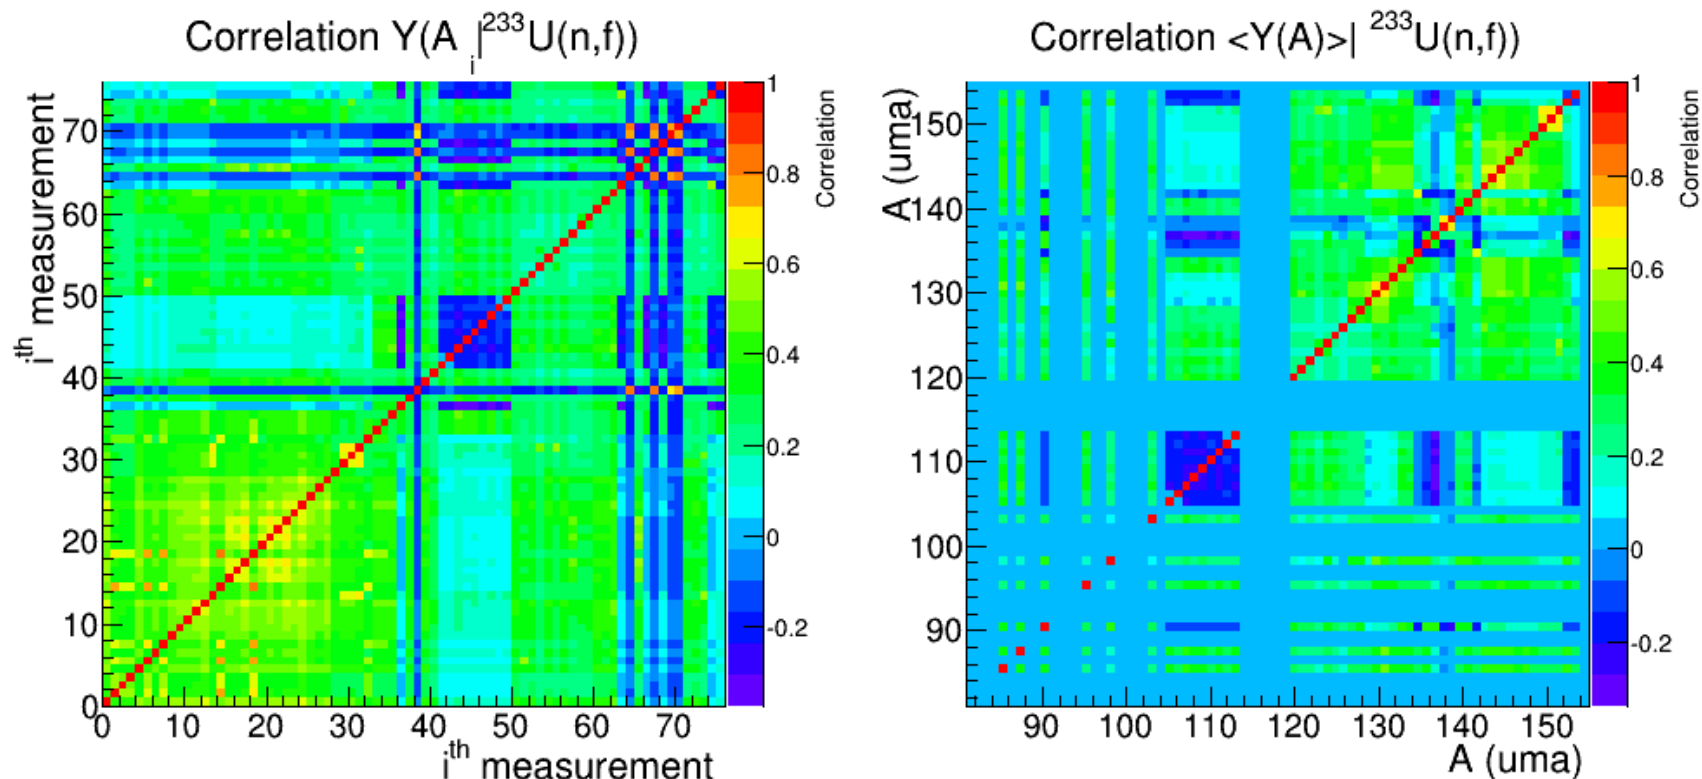 Correlation Y(A i|233U(n,f))
ith measurement
70
60
50
40
30
20
10
0
0 10 20 30 40 50 60 70
ith measurement
1
0.8
0.6
0.4
0.2
0
-0.2
Correlation
Correlation <Y(A)>| 233U(n,f))
A (uma)
150
140
130
120
110
100
90
90 100 110 120 130 140 150
A (uma)
1
0.8
0.6
0.4
0.2
0
-0.2
Correlation